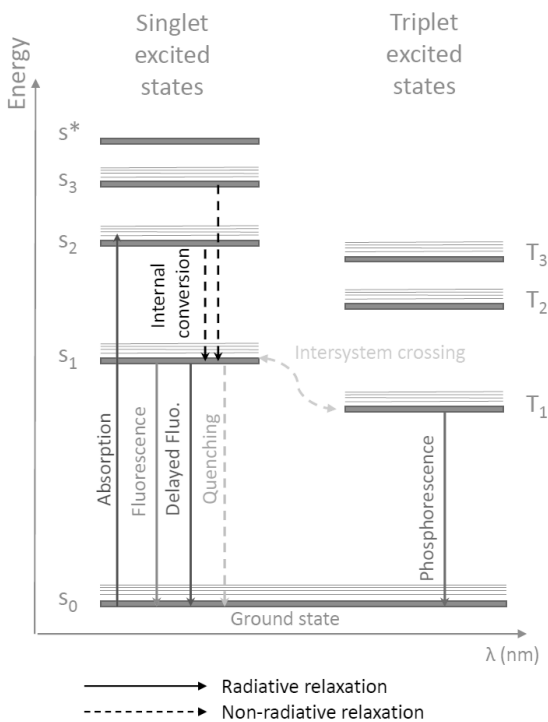 Singlet
excited
states
Triplet
excited
states
Energy
S*
S3
S2
S1
S0
T3
T2
T1
Internal
conversion
Intersystem crossing
Absorption
Fluorescence
Delayed Fluo.
Quenching
Phosphorescence
Ground state
λ (nm)
Radiative relaxation
Non-radiative relaxation